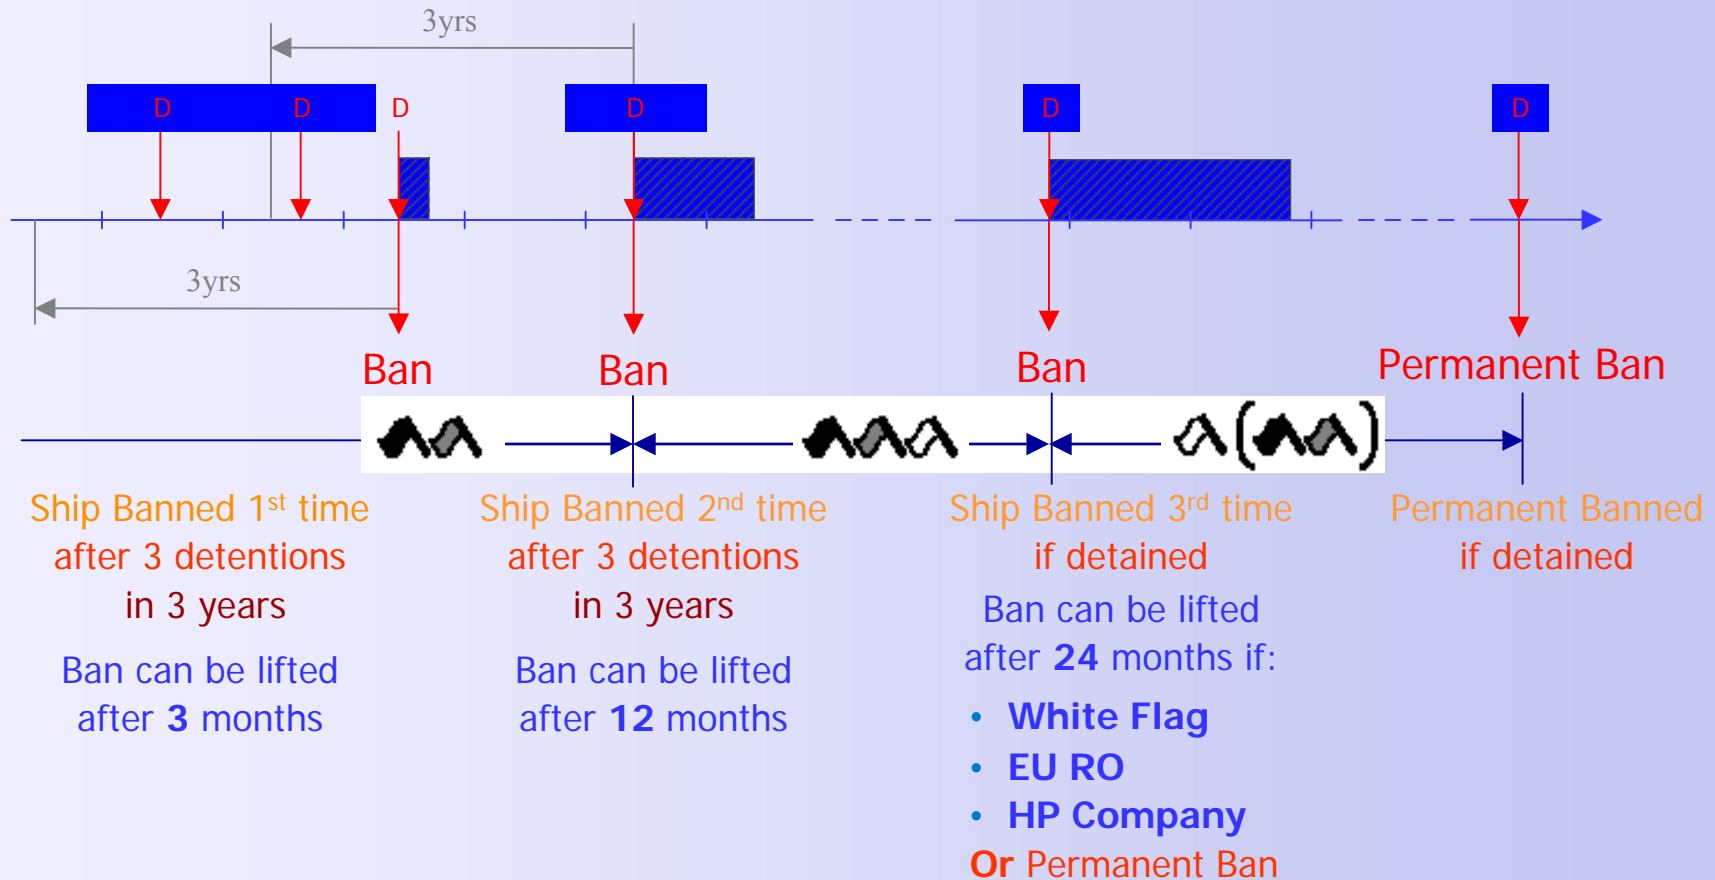 3yrs
D D D D D D
3yrs
Ban Ban Ban Permanent Ban
Ship Banned 1st time
after 3 detentions
in 3 years
Ban can be lifted
after 3 months
Ship Banned 2nd time
after 3 detentions
in 3 years
Ban can be lifted
after 12 months
Ship Banned 3rd time
if detained
Ban can be lifted
after 24 months if:
• White Flag
• EU RO
• HP Company
Or Permanent Ban
Permanent Banned
if detained